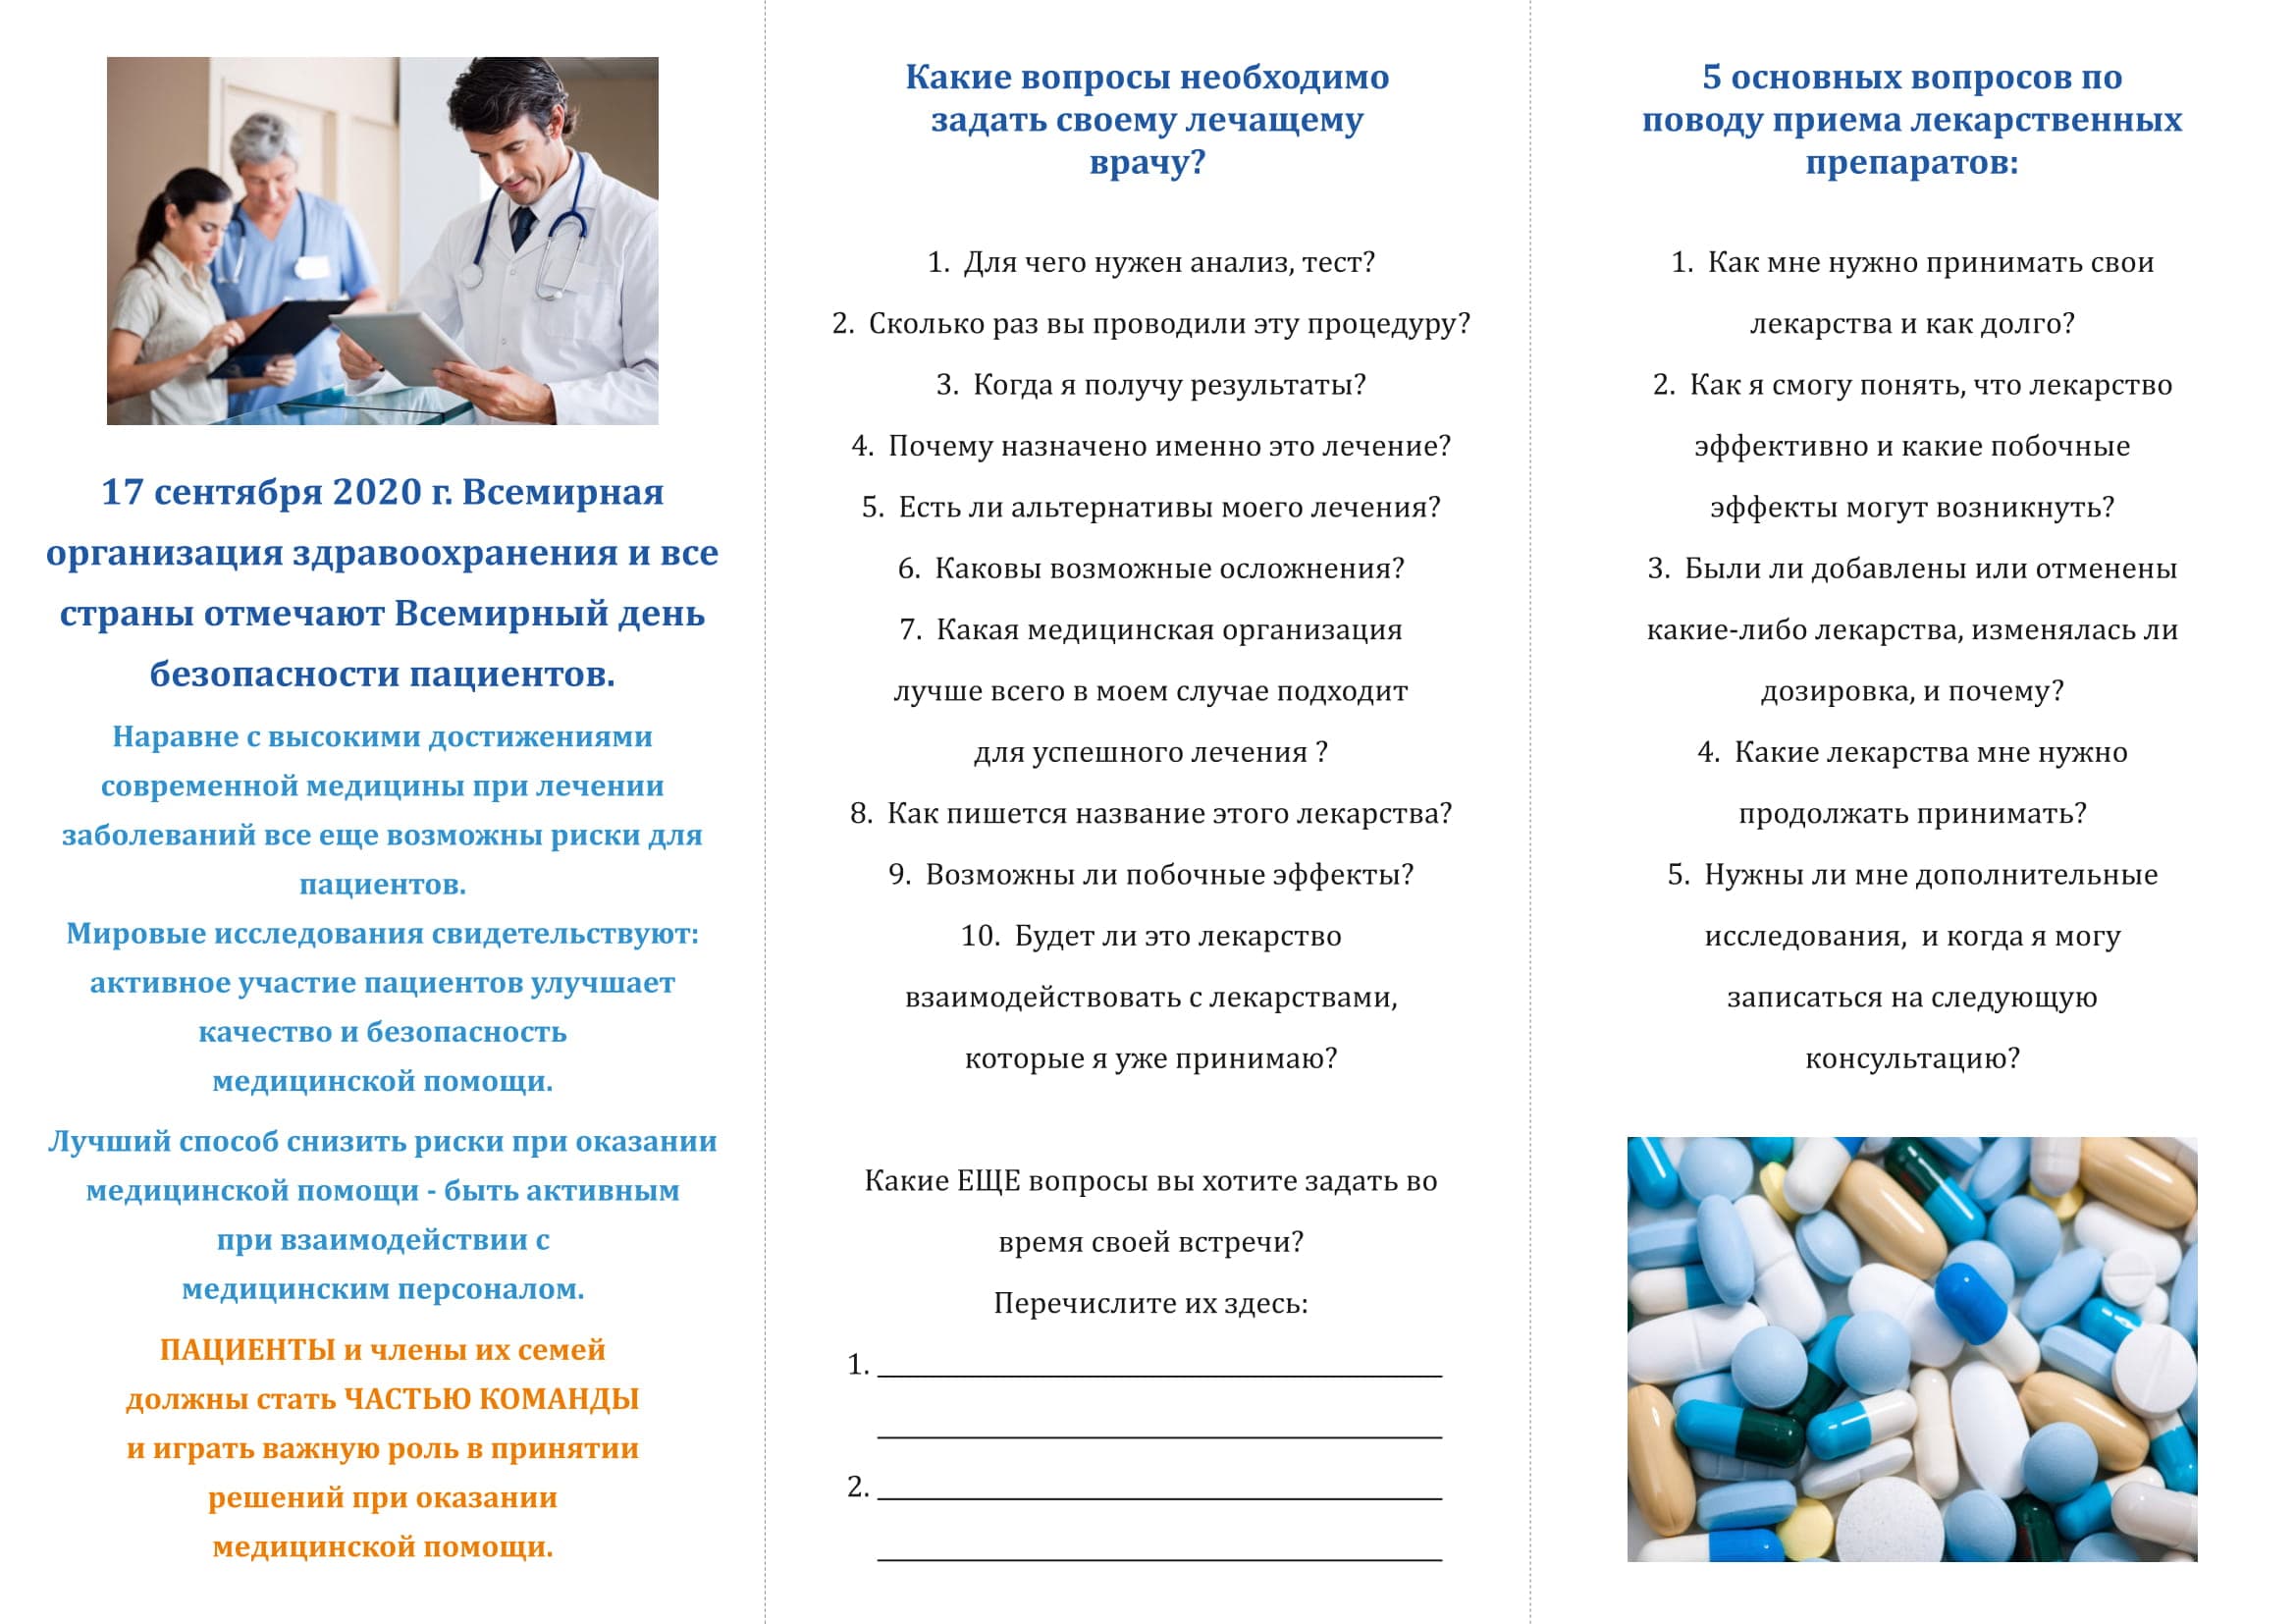 17 сентября 2020 г. Всемирная
организация здравоохранения и все
страны отмечают Всемирный день
безопасности пациентов.
Наравне с высокими достижениями
современной медицины при лечении
заболеваний все еще возможны риски для
пациентов.
Мировые исследования свидетельствуют:
активное участие пациентов улучшает
качество и безопасность
медицинской помощи.
Лучший способ снизить риски при оказании
медицинской помощи - быть активным
при взаимодействии с
медицинским персоналом.
ПАЦИЕНТЫ и члены их семей
должны стать ЧАСТЬЮ КОМАНДЫ
и играть важную роль в принятии
решений при оказании
медицинской помощи.
Какие вопросы необходимо
задать своему лечащему
врачу?
1. Для чего нужен анализ, тест?
2. Сколько раз вы проводили эту процедуру?
3. Когда я получу результаты?
4. Почему назначено именно это лечение?
5. Есть ли альтернативы моего лечения?
6. Каковы возможные осложнения?
7. Какая медицинская организация
лучше всего в моем случае подходит
для успешного лечения ?
8. Как пишется название этого лекарства?
9. Возможны ли побочные эффекты?
10. Будет ли это лекарство
взаимодействовать с лекарствами,
которые я уже принимаю?
Какие ЕЩЕ вопросы вы хотите задать во
время своей встречи?
Перечислите их здесь:
1.
2.
5 основных вопросов по
поводу приема лекарственных
препаратов:
1. Как мне нужно принимать свои
лекарства и как долго?
2. Как я смогу понять, что лекарство
эффективно и какие побочные
эффекты могут возникнуть?
3. Были ли добавлены или отменены
какие-либо лекарства, изменялась ли
дозировка, и почему?
4. Какие лекарства мне нужно
продолжать принимать?
5. Нужны ли мне дополнительные
исследования, и когда я могу
записаться на следующую
консультацию?